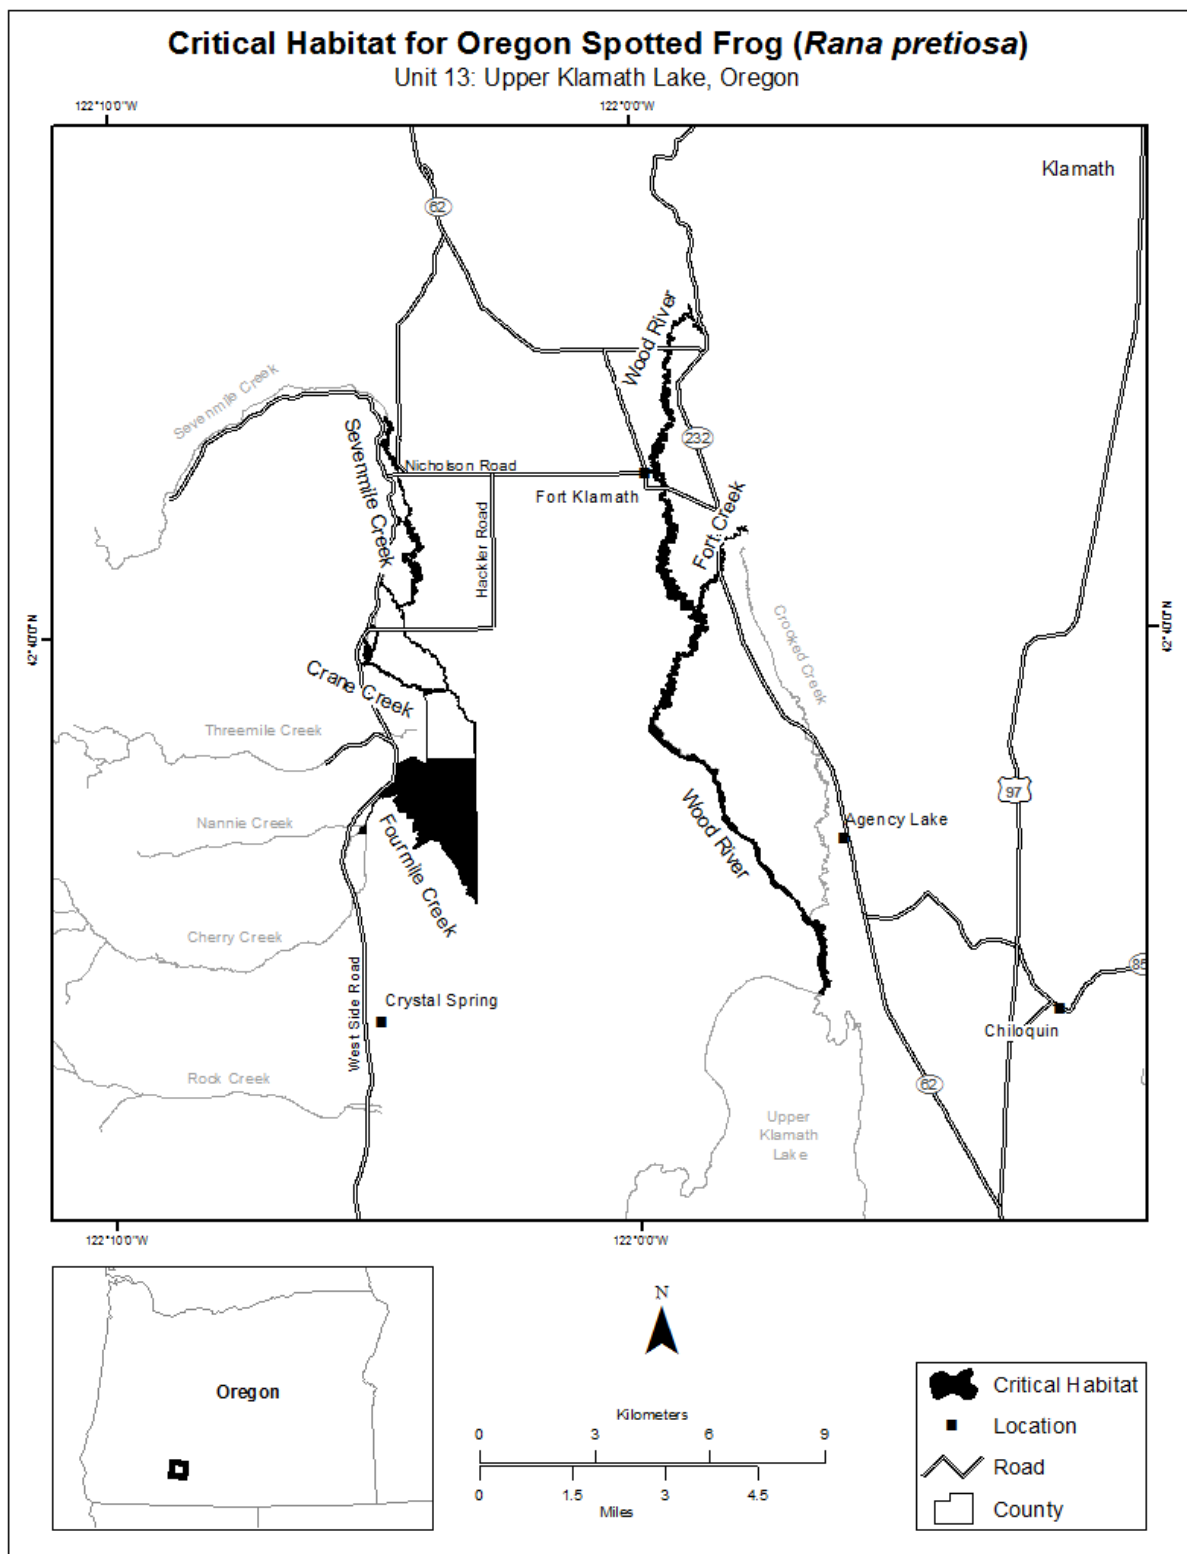 Critical Habitat for Oregon Spotted Frog (Rana pretiosa)
Unit 13: Upper Klamath Lake, Oregon
122°10'0"W
122°0'0"W
Klamath
62
Wood River
Sevenmile Creek
232
Sevenmile Creek
Nicholson Road
Fort Klamath
Fort Creek
Hackler Road
42°40'0"N
42°40'0"N
Crooked Creek
Crane Creek
Threemile Creek
97
Wood River
Agency Lake
Nannie Creek
Fourmile Creek
Cherry Creek
85
Crystal Spring
West Side Road
Chiloquin
Rock Creek
62
Upper
Klamath
Lake
122°10'0"W
122°0'0"W
N
Oregon
Kilometers
0 3 6 9
0 1.5 3 4.5
Miles
Critical Habitat
Location
Road
County